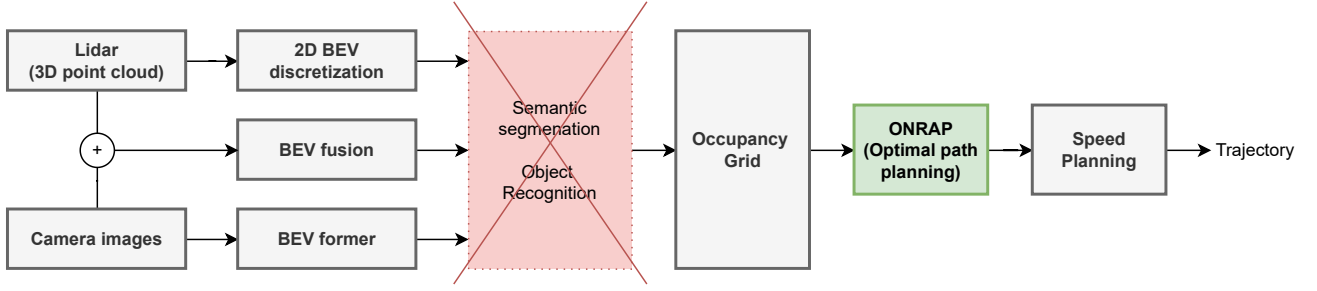 Lidar
(3D point cloud)
2D BEV
discretization
+
BEV fusion
Camera images
BEV former
Semantic
segmenation
Object
Recognition
Occupancy
Grid
ONRAP
(Optimal path
planning)
Speed
Planning
Trajectory